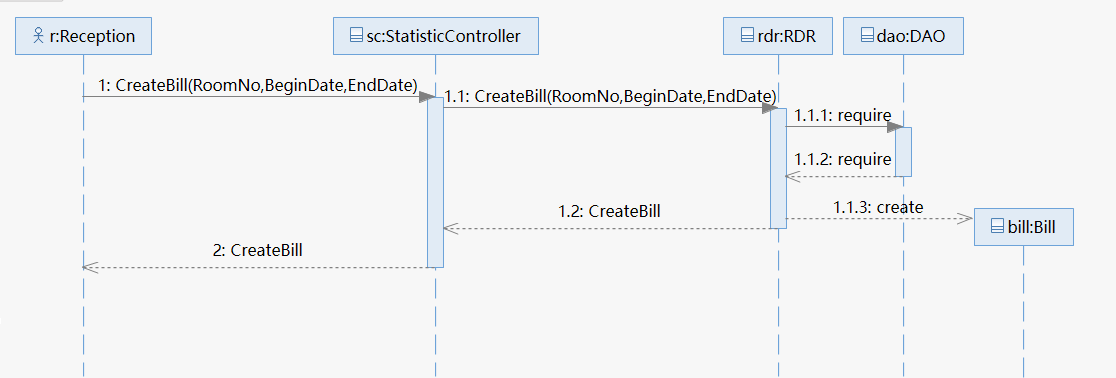 r:Reception
sc:StatisticController
rdr:RDR
dao:DAO
1: CreateBill(RoomNo,BeginDate,EndDate)
1.1: CreateBill(RoomNo,BeginDate,EndDate)
1.1.1: require
1.1.2: require
1.1.3: create
1.2: CreateBill
bill:Bill
2: CreateBill